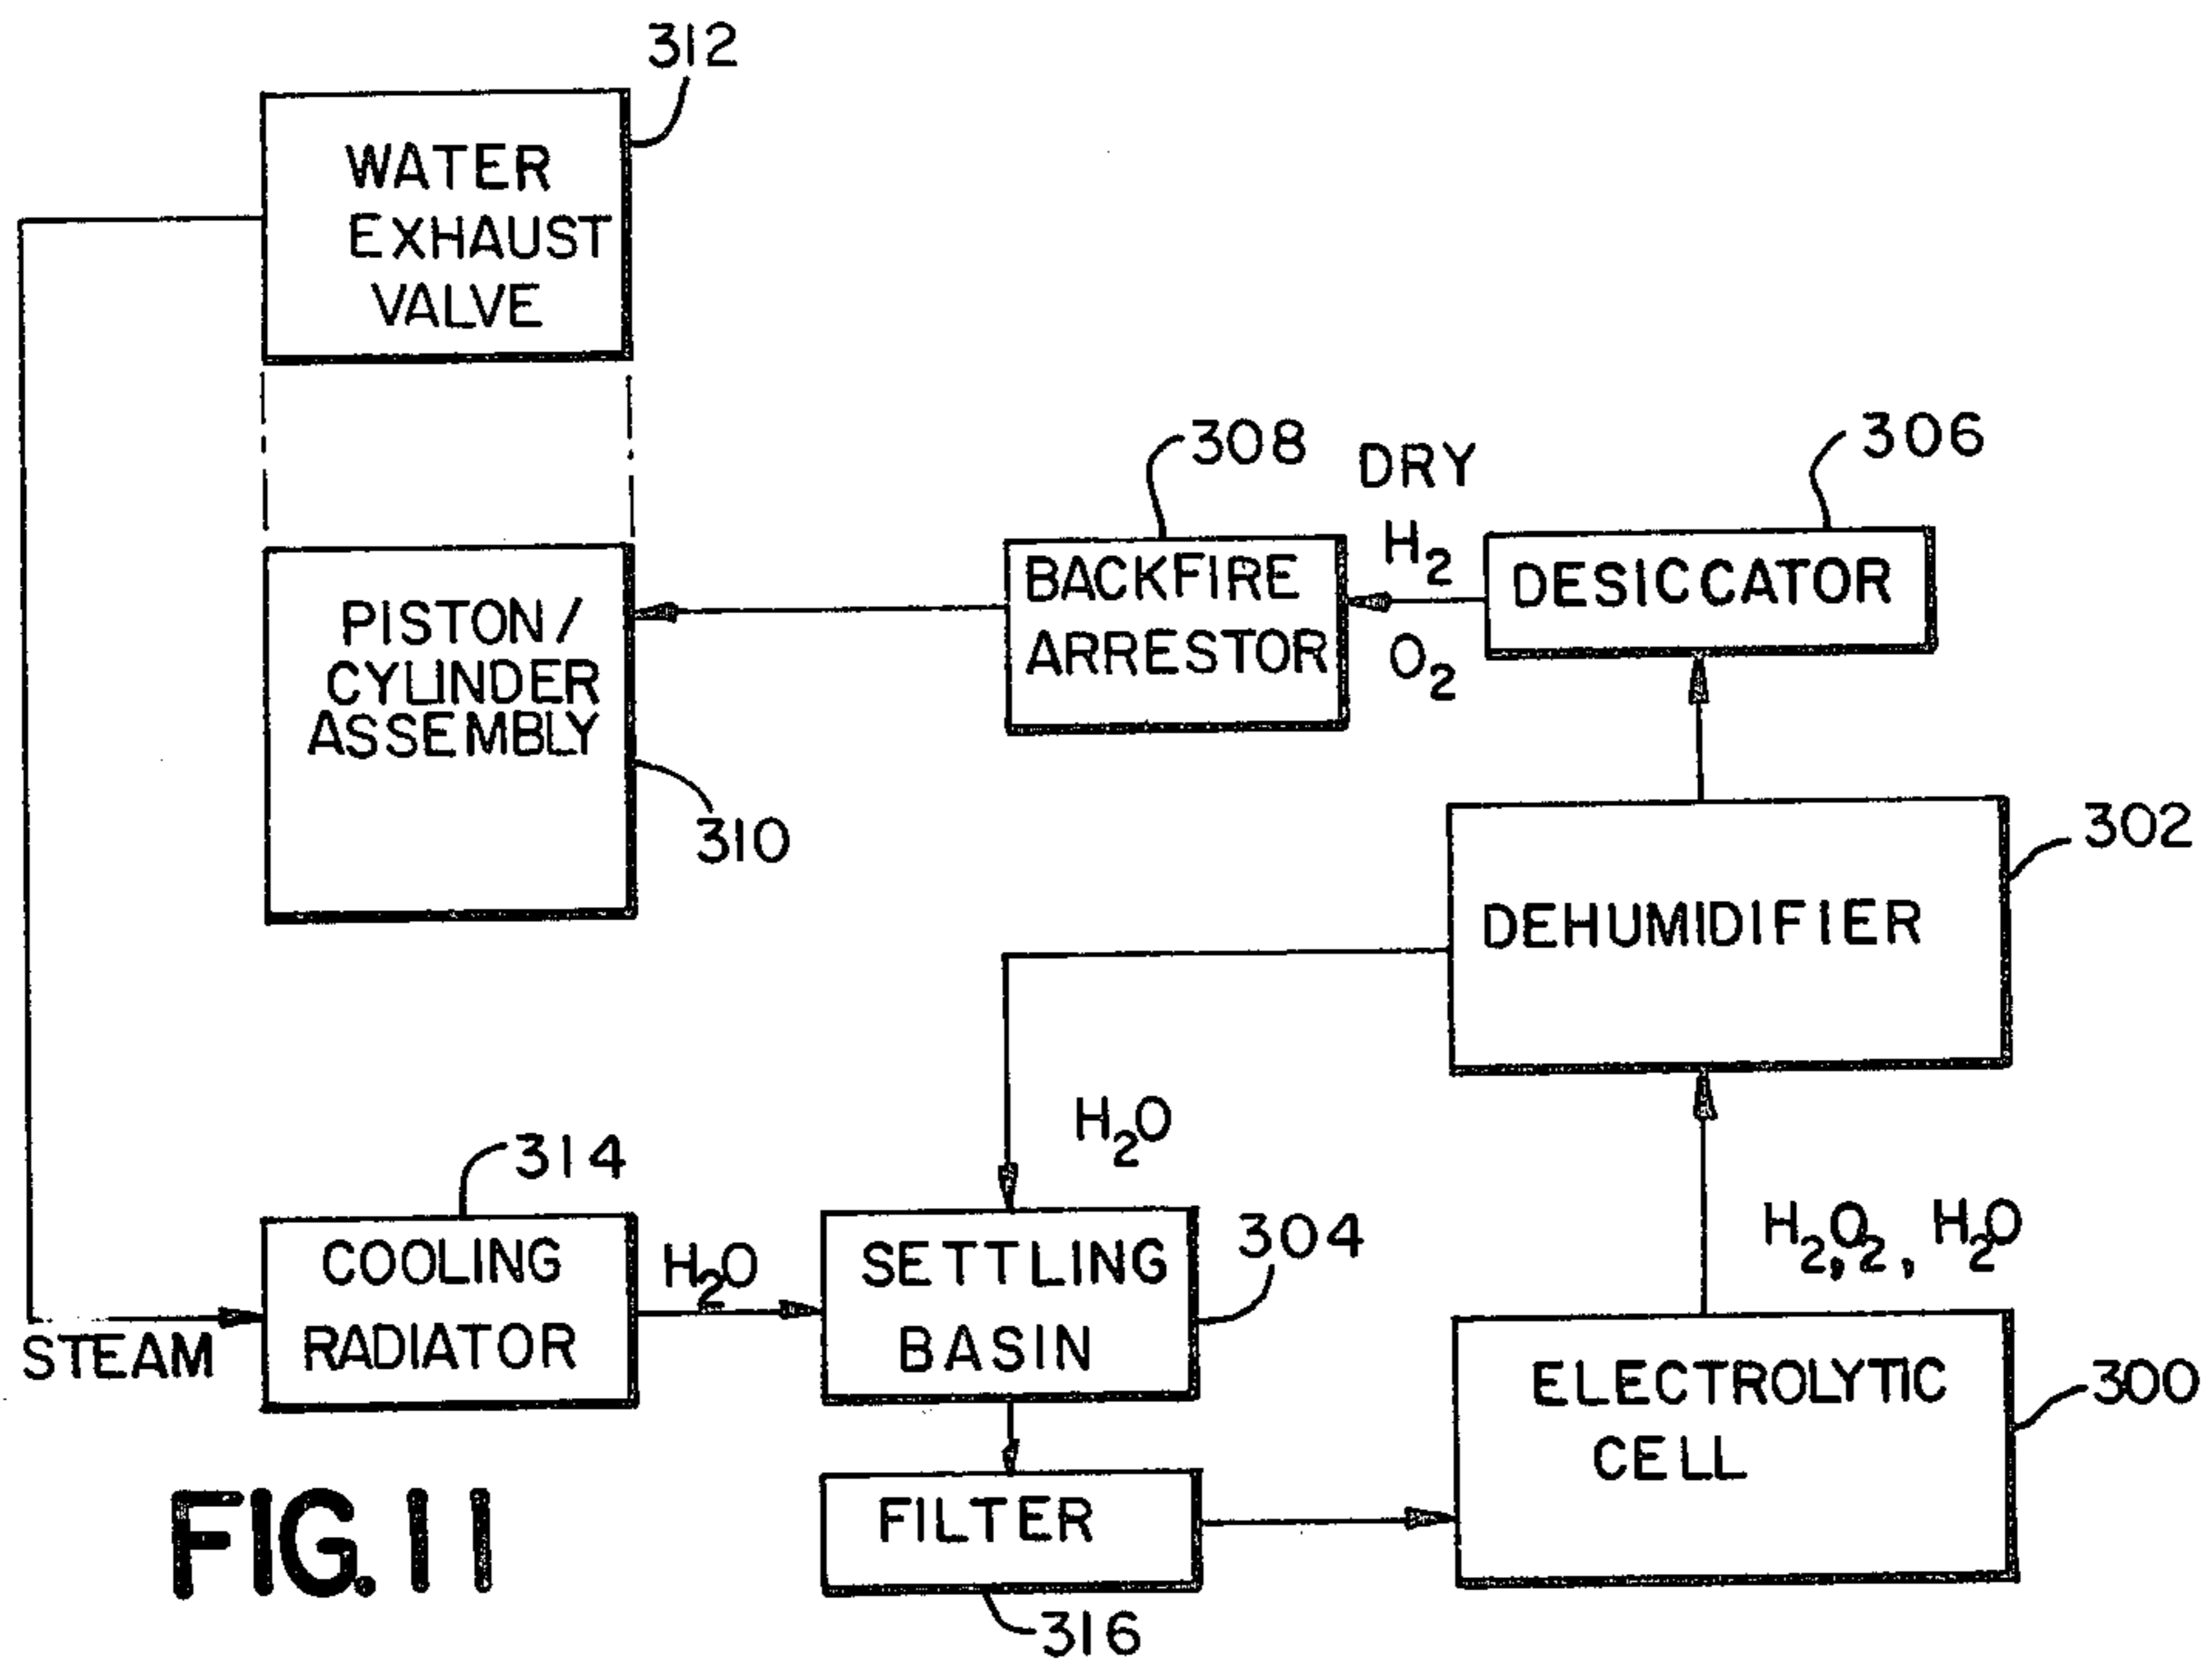 312
WATER
EXHAUST
VALVE
308
DRY
H2
O2
306
BACKFIRE
ARRESTOR
DESICCATOR
PISTON/
CYLINDER
ASSEMBLY
310
302
DEHUMIDIFIER
H2O
314
COOLING
RADIATOR
STEAM
H2O
SETTLING
BASIN
304
H2,O2, H2O
ELECTROLYTIC
CELL
300
FILTER
316
FIG. 11